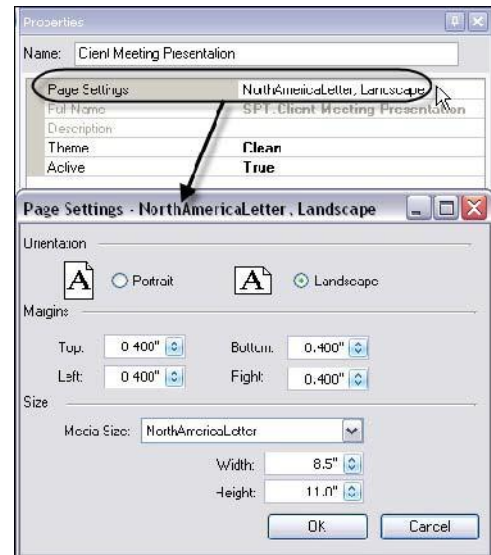 Properties
Name: Client Meeting Presentation
Page Settings NorthAmericaLetter, Landscape
Full Name SPT.Client Meeting Presentation
Description
Theme Clean
Active True
Page Settings - NorthAmericaLetter, Landscape
Orientation
A Portrait A Landscape
Margins
Top: 0.400" Bottom: 0.400"
Left: 0.400" Right: 0.400"
Size
Media Size: NorthAmericaLetter
Width: 8.5"
Height: 11.0"
OK Cancel